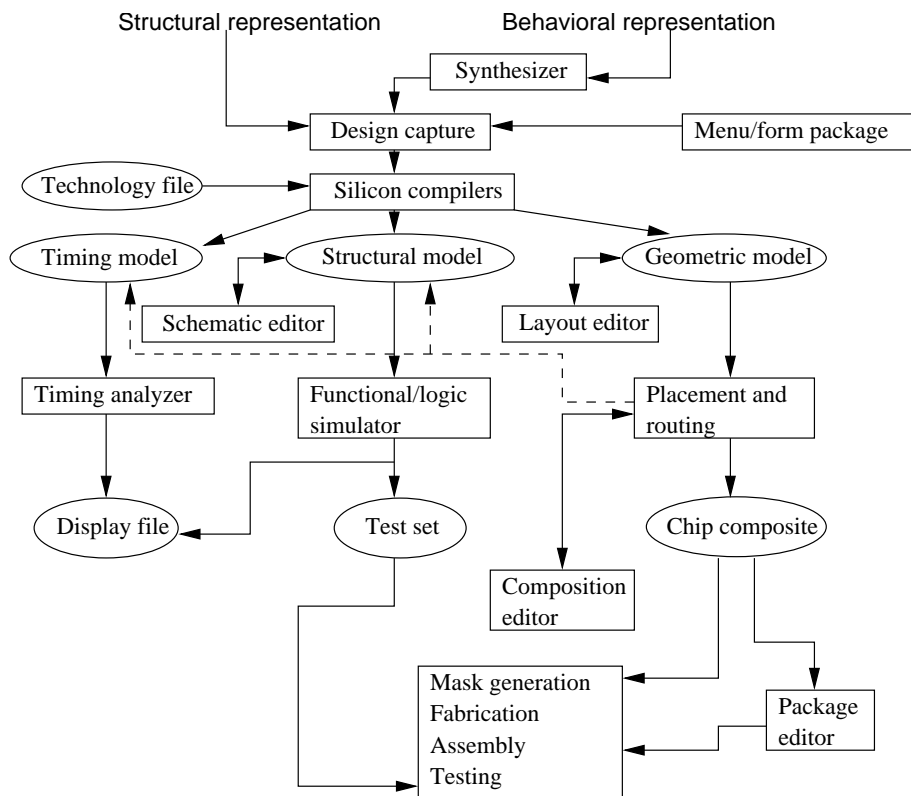 Structural representation
Behavioral representation
Synthesizer
Design capture
Menu/form package
Technology file
Silicon compilers
Timing model
Structural model
Geometric model
Schematic editor
Layout editor
Timing analyzer
Functional/logic
simulator
Placement and
routing
Display file
Test set
Chip composite
Composition
editor
Mask generation
Fabrication
Assembly
Testing
Package
editor